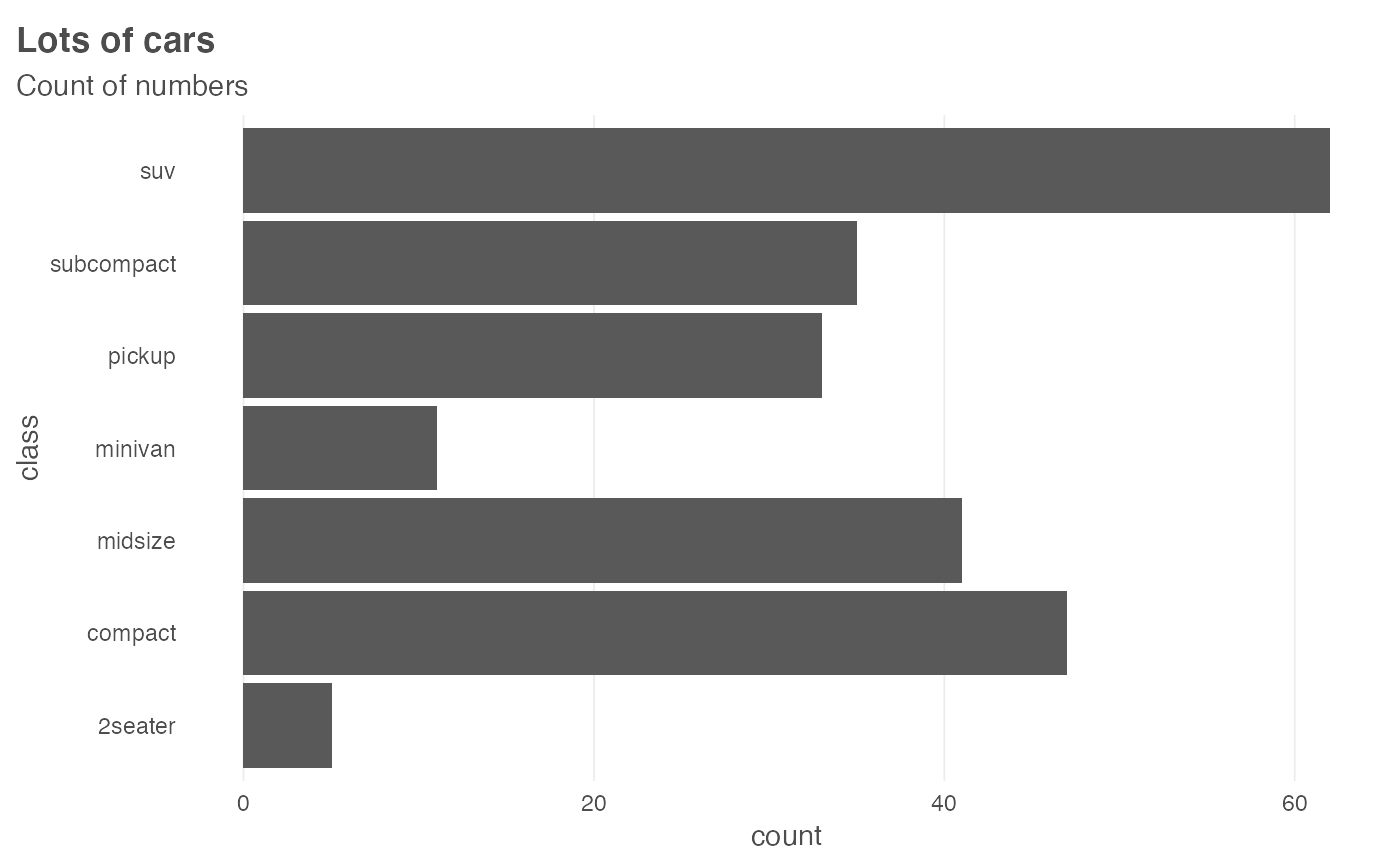 Lots of cars
Count of numbers
suv
subcompact
pickup
minivan
midsize
compact
2seater
class
0 20 40 60
count